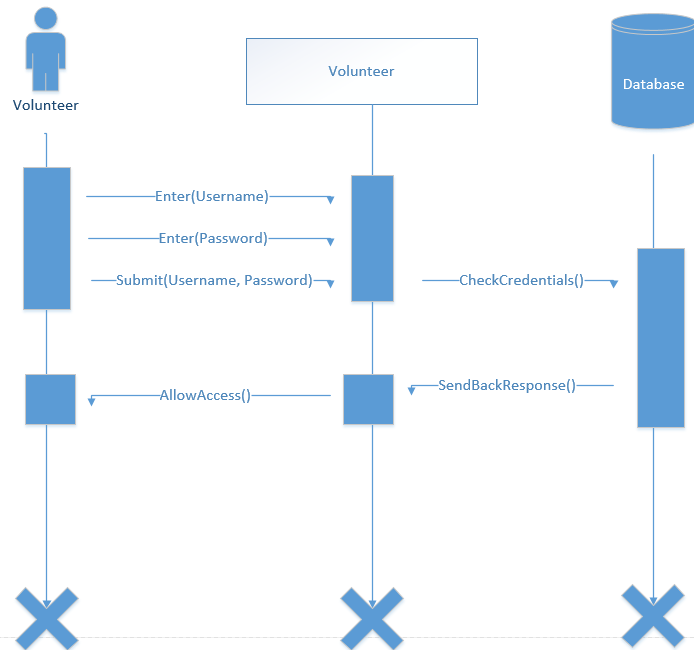 Volunteer
Volunteer
Database
Enter(Username)
Enter(Password)
Submit(Username, Password)
CheckCredentials()
SendBackResponse()
AllowAccess()